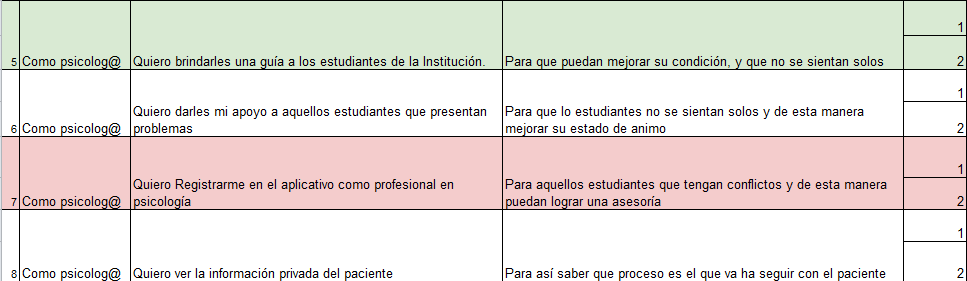 1
5 Como psicolog@ Quiero brindarles una guía a los estudiantes de la Institución. Para que puedan mejorar su condición, y que no se sientan solos 2
1
Quiero darles mi apoyo a aquellos estudiantes que presentan Para que lo estudiantes no se sientan solos y de esta manera
6 Como psicolog@ problemas mejorar su estado de animo 2
1
Quiero Registrarme en el aplicativo como profesional en Para aquellos estudiantes que tengan conflictos y de esta manera
7 Como psicolog@ psicología puedan lograr una asesoría 2
1
8 Como psicolog@ Quiero ver la información privada del paciente Para así saber que proceso es el que va ha seguir con el paciente 2